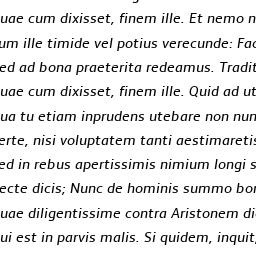 uae cum dixisset, finem ille. Et nemo n
um ille timide vel potius verecunde: Fac
ed ad bona praeterita redeamus. Tradit
uae cum dixisset, finem ille. Quid ad ut
ua tu etiam inprudens utebare non nun
erte, nisi voluptatem tanti aestimaretis
ed in rebus apertissimis nimium longi s
ecte dicis; Nunc de hominis summo bon
uae diligentissime contra Aristonem di
ui est in parvis malis. Si quidem, inquit,